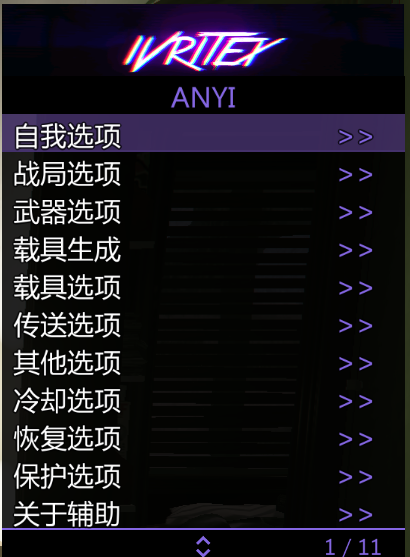 IVRITEX
ANYI
自我选项 >>
战局选项 >>
武器选项 >>
载具生成 >>
载具选项 >>
传送选项 >>
其他选项 >>
冷却选项 >>
恢复选项 >>
保护选项 >>
关于辅助 >>
1 / 11